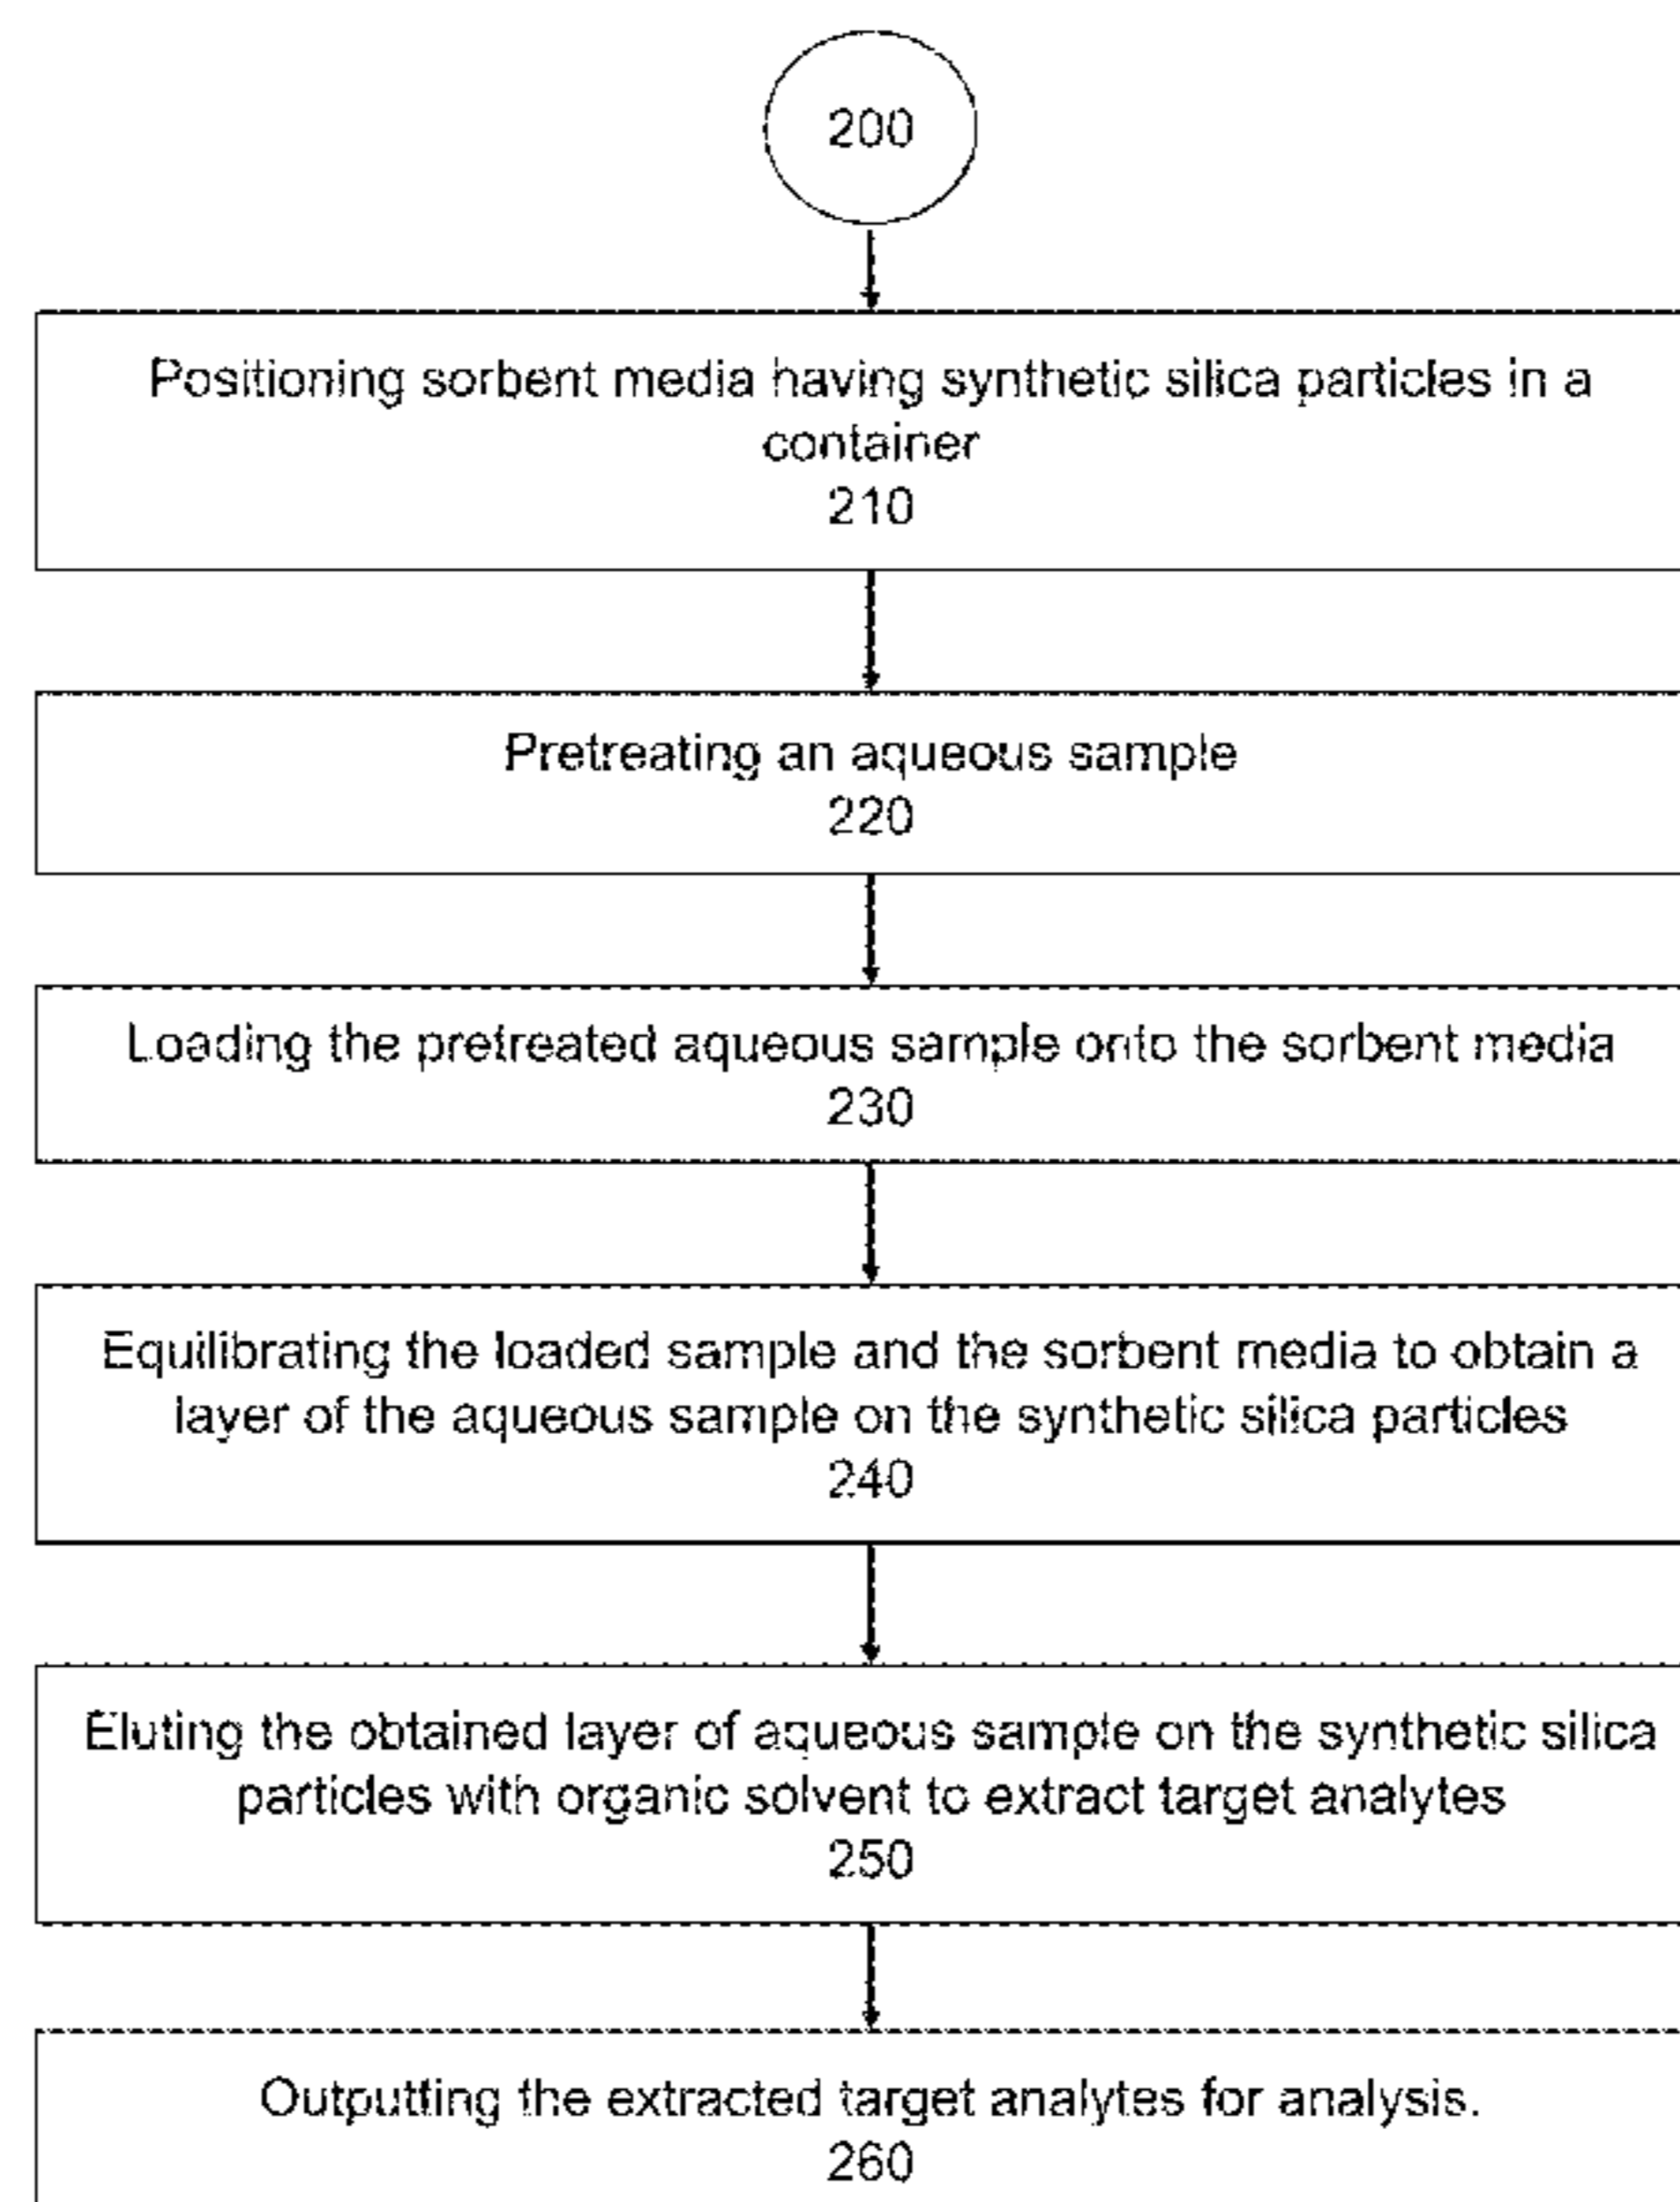 200
Positioning sorbent media having synthetic silica particles in a
container
210
Pretreating an aqueous sample
220
Loading the pretreated aqueous sample onto the sorbent media
230
Equilibrating the loaded sample and the sorbent media to obtain a
layer of the aqueous sample on the synthetic silica particles
240
Eluting the obtained layer of aqueous sample on the synthetic silica
particles with organic solvent to extract target analytes
250
Outputting the extracted target analytes for analysis.
260